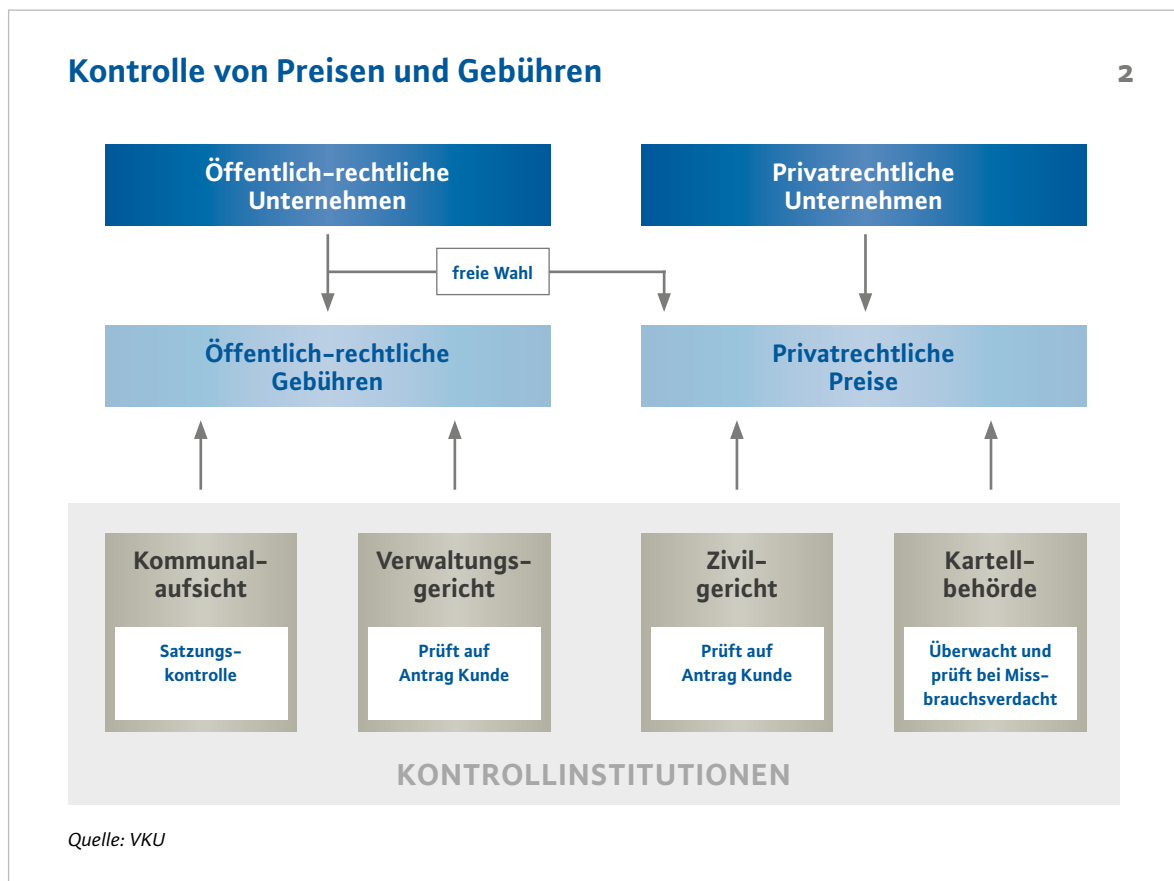 Kontrolle von Preisen und Gebühren
2
Öffentlich-rechtliche
Unternehmen
Privatrechtliche
Unternehmen
freie Wahl
Öffentlich-rechtliche
Gebühren
Privatrechtliche
Preise
Kommunal-
aufsicht
Satzungs-
kontrolle
Verwaltungs-
gericht
Prüft auf
Antrag Kunde
Zivil-
gericht
Prüft auf
Antrag Kunde
Kartell-
behörde
Überwacht und
prüft bei Miss-
brauchsverdacht
KONTROLLINSTITUTIONEN
Quelle: VKU